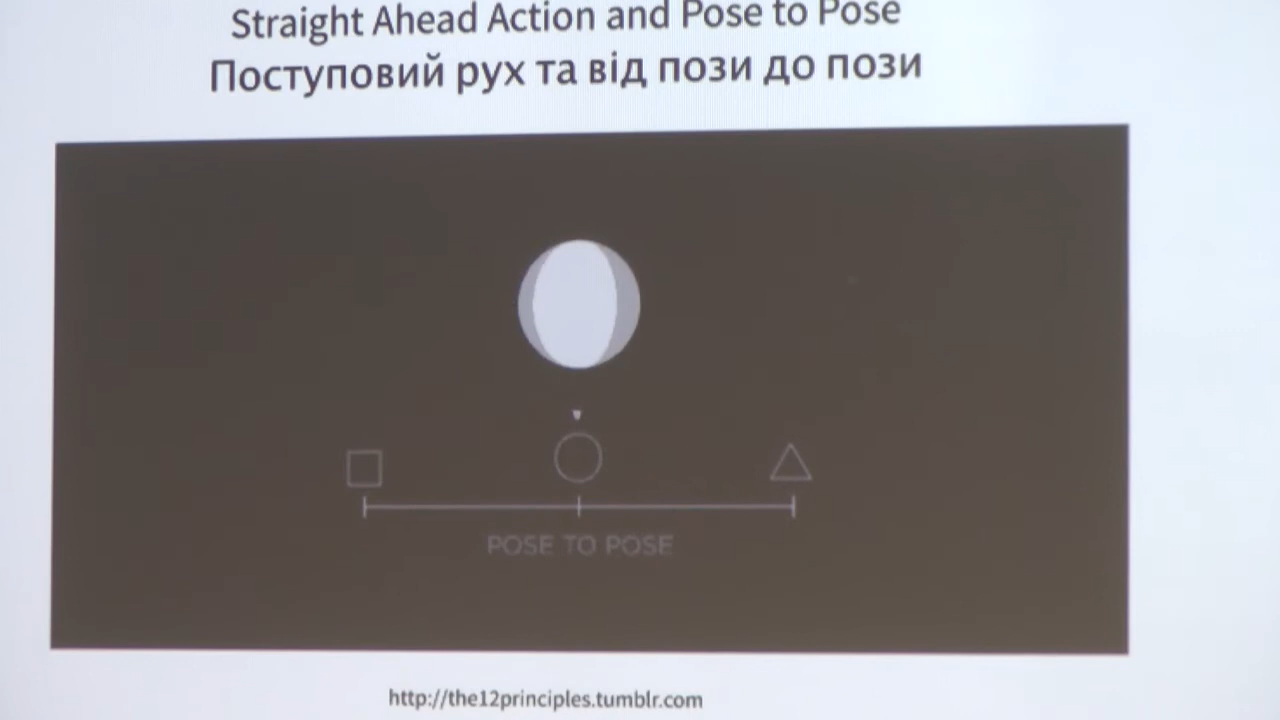 Straight Ahead Action and Pose to Pose
Поступовий рух та від пози до пози
POSE TO POSE
http://the12principles.tumblr.com